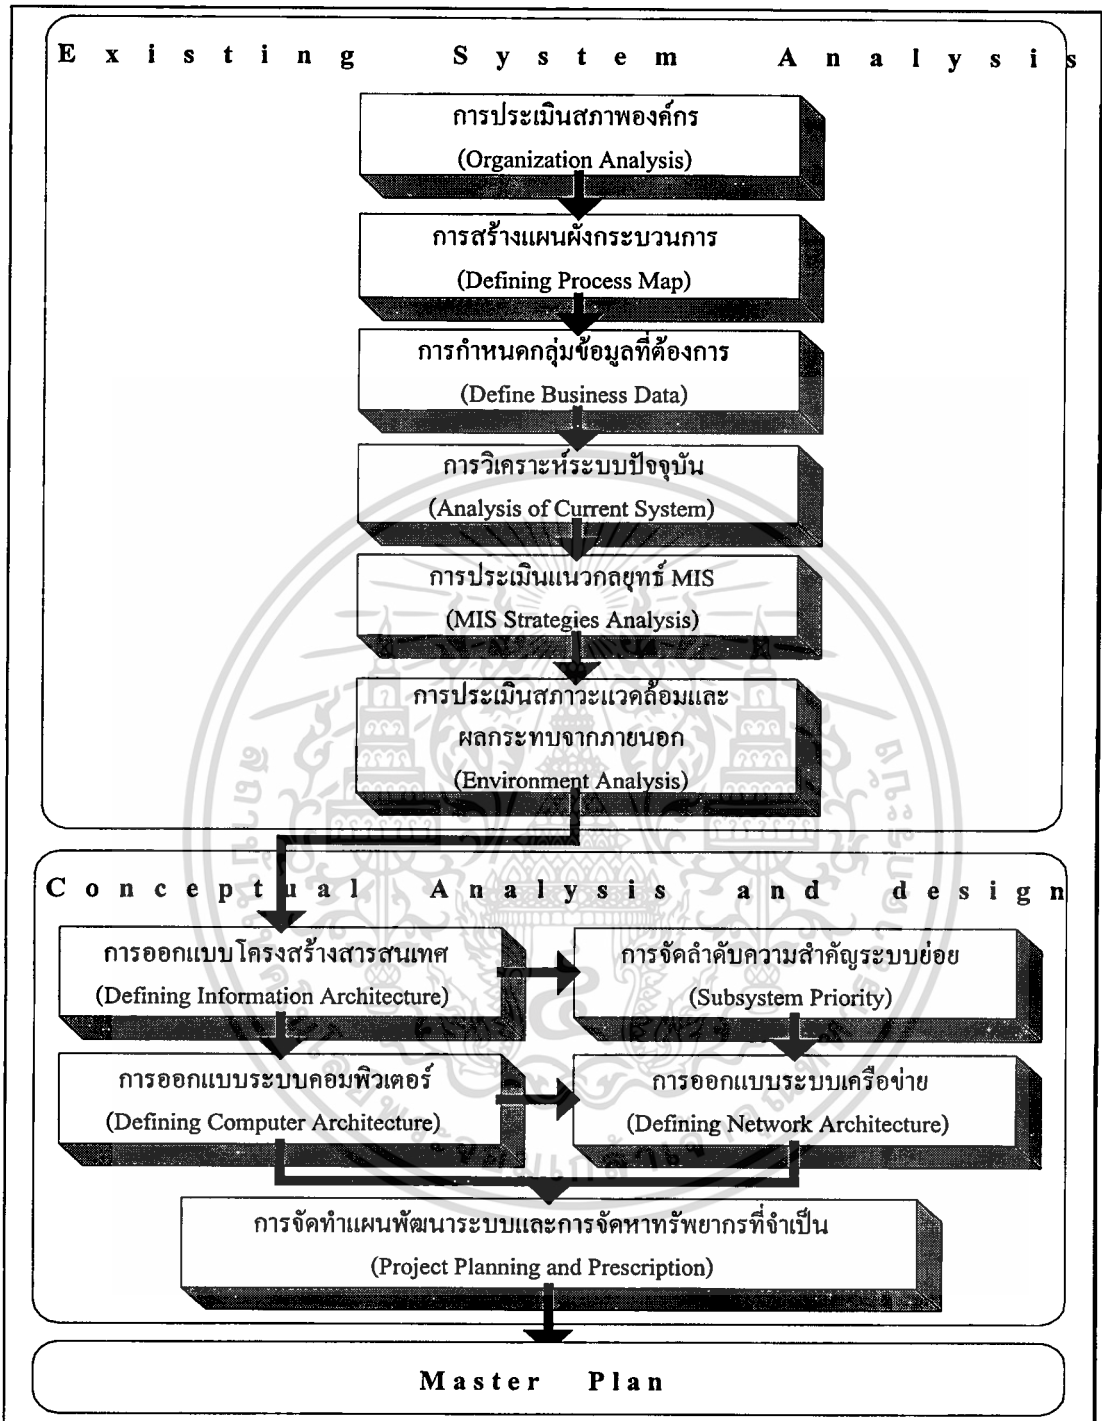 Existing System Analysis
การประเมินสภาพองค์กร
(Organization Analysis)
การสร้างแผนผังกระบวนการ
(Defining Process Map)
การกำหนดกลุ่มข้อมูลที่ต้องการ
(Define Business Data)
การวิเคราะห์ระบบปัจจุบัน
(Analysis of Current System)
การประเมินแนวกลยุทธ์ MIS
(MIS Strategies Analysis)
การประเมินสภาวะแวดล้อมและ
ผลกระทบจากภายนอก
(Environment Analysis)
Conceptual Analysis and design
การออกแบบโครงสร้างสารสนเทศ
(Defining Information Architecture)
การจัดลำดับความสำคัญระบบย่อย
(Subsystem Priority)
การออกแบบระบบคอมพิวเตอร์
(Defining Computer Architecture)
การออกแบบระบบเครือข่าย
(Defining Network Architecture)
การจัดทำแผนพัฒนาระบบและการจัดหาทรัพยากรที่จำเป็น
(Project Planning and Prescription)
Master Plan